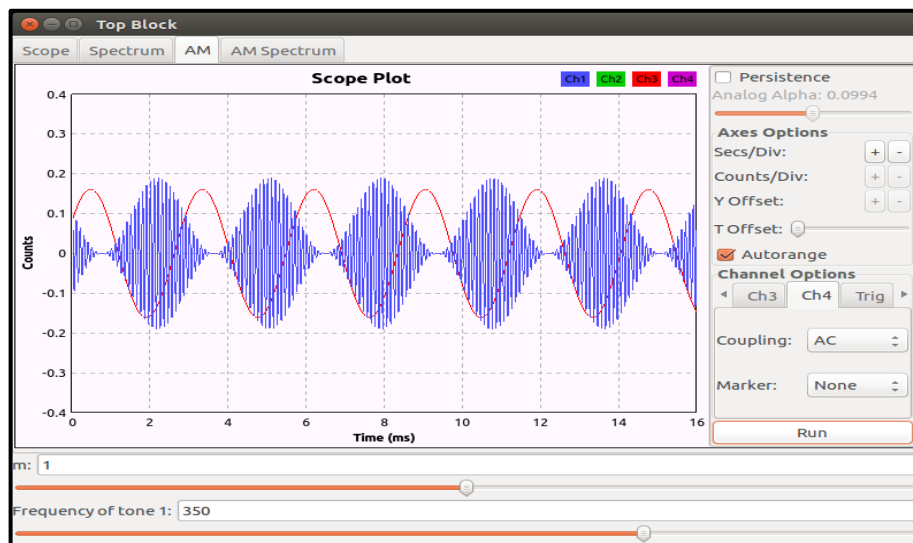 Top Block
Scope Spectrum AM AM Spectrum
Scope Plot
Ch1 Ch2 Ch3 Ch4
0.4
0.3
0.2
0.1
0
-0.1
-0.2
-0.3
-0.4
Counts
0 2 4 6 8 10 12 14 16
Time (ms)
Persistence
Analog Alpha: 0.0994
Axes Options
Secs/Div: + -
Counts/Div: + -
Y Offset: + -
T Offset:
Autorange
Channel Options
Ch3 Ch4 Trig
Coupling: AC
Marker: None
Run
m: 1
Frequency of tone 1: 350